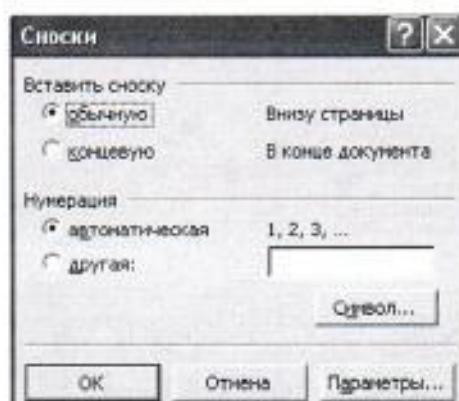 Сноски
Вставить сноску
обычную Внизу страницы
концевую В конце документа
Нумерация
автоматическая 1, 2, 3, ...
другая:
Символ...
ОК Отмена Параметры...